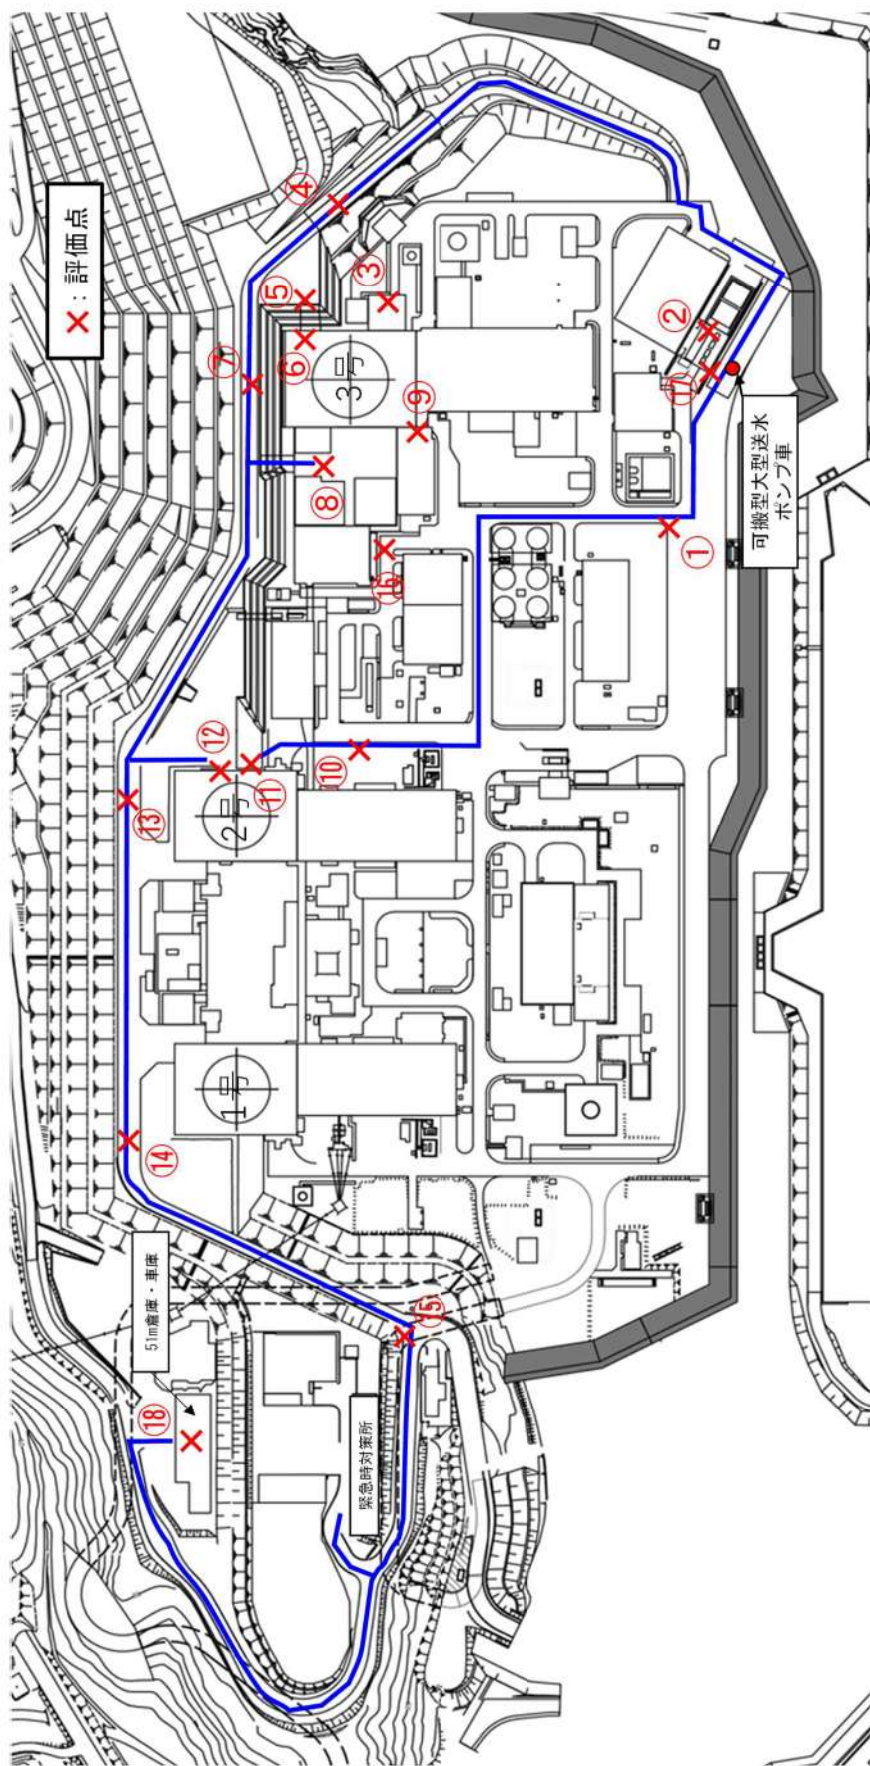 ×:評価点
④
③
⑤
⑥
⑦
3号
⑨
⑧
②
⑰
可搬型大型送水
ポンプ車
①
⑯
⑫
⑪
⑩
⑬
2号
1号
⑭
51m倉庫・車庫
⑮
⑱
緊急時対策所